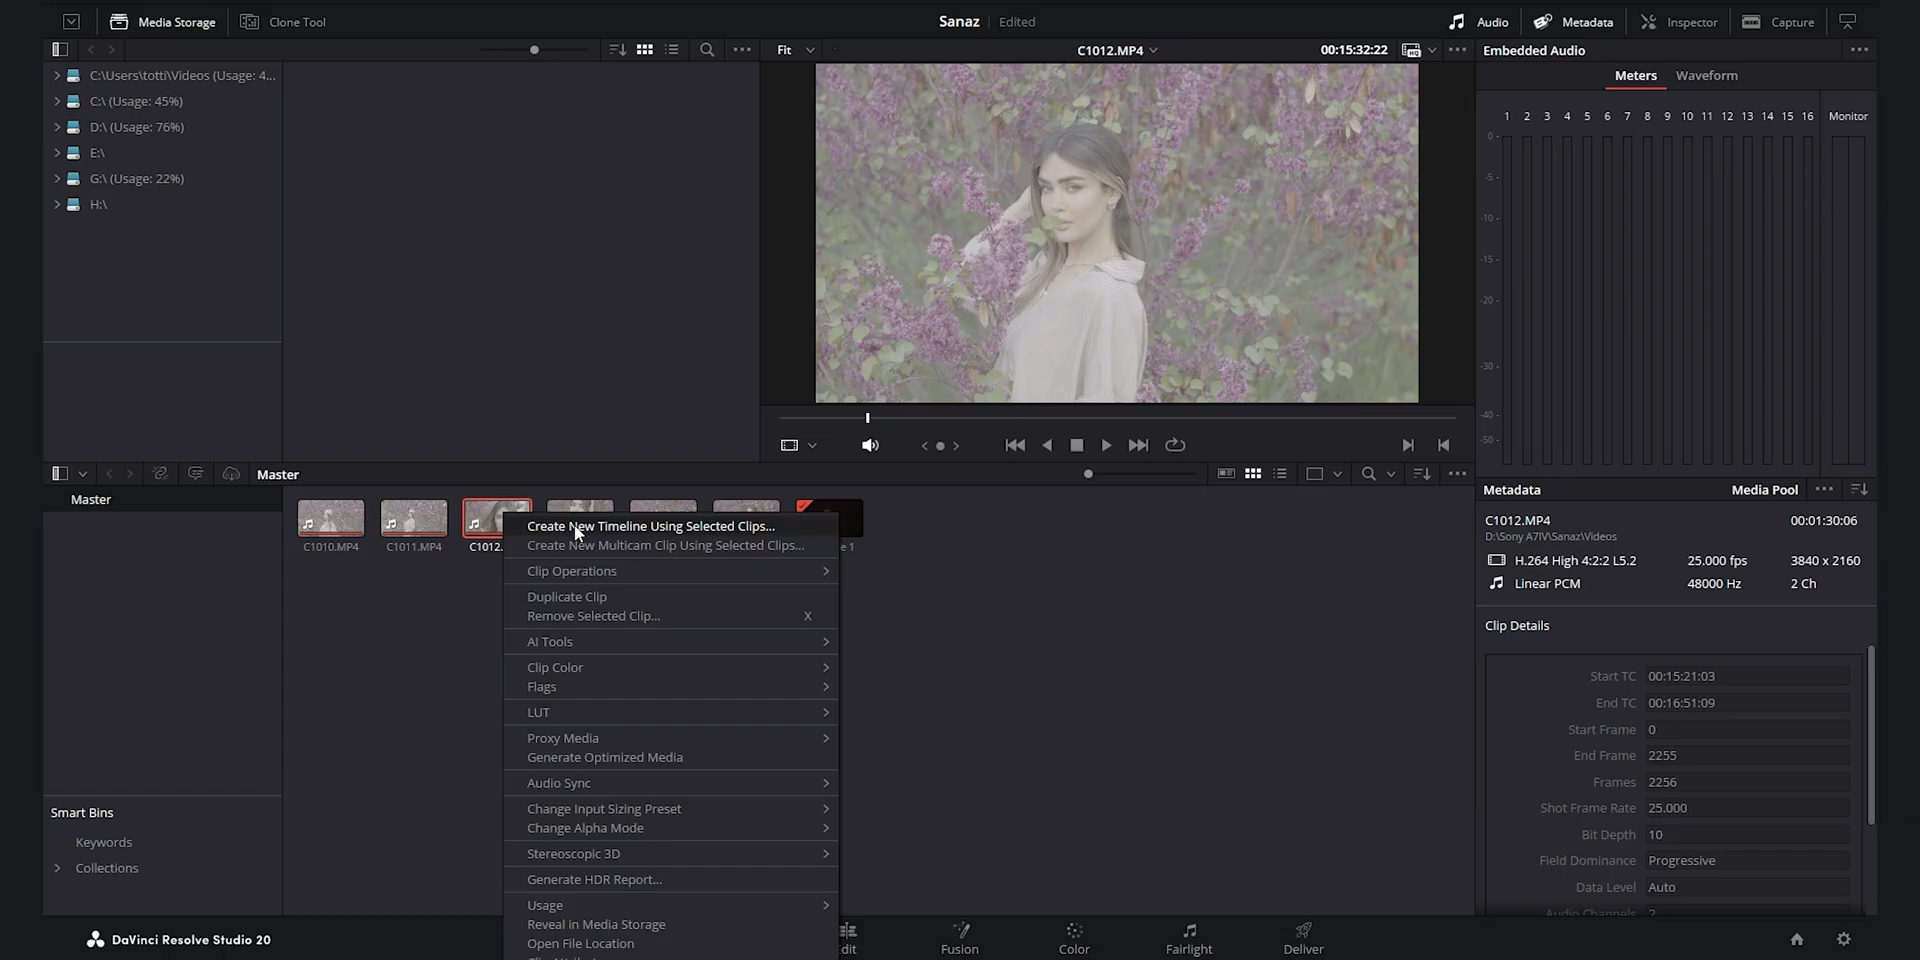 Media Storage
Clone Tool
Sanaz
Edited
Audio
Metadata
Inspector
Capture
Fit
C1012.MP4
00:15:32:22
Embedded Audio
C:\Users\totti\Videos (Usage: 4...
C:\ (Usage: 45%)
D:\ (Usage: 76%)
E:\
G:\ (Usage: 22%)
H:\
Meters
Waveform
1 2 3 4 5 6 7 8 9 10 11 12 13 14 15 16 Monitor
0
-5
-10
-15
-20
-30
-40
-50
Master
Master
C1010.MP4
C1011.MP4
C1012.
e 1
Create New Timeline Using Selected Clips...
Create New Multicam Clip Using Selected Clips...
Clip Operations
Duplicate Clip
Remove Selected Clip... X
AI Tools
Clip Color
Flags
LUT
Proxy Media
Generate Optimized Media
Audio Sync
Change Input Sizing Preset
Change Alpha Mode
Stereoscopic 3D
Generate HDR Report...
Usage
Reveal in Media Storage
Open File Location
Smart Bins
Keywords
Collections
Metadata
Media Pool
C1012.MP4 00:01:30:06
D:\Sony A7IV\Sanaz\Videos
H.264 High 4:2:2 L5.2 25.000 fps 3840 x 2160
Linear PCM 48000 Hz 2 Ch
Clip Details
Start TC 00:15:21:03
End TC 00:16:51:09
Start Frame 0
End Frame 2255
Frames 2256
Shot Frame Rate 25.000
Bit Depth 10
Field Dominance Progressive
Data Level Auto
Audio Channels 2
DaVinci Resolve Studio 20
dit
Fusion
Color
Fairlight
Deliver